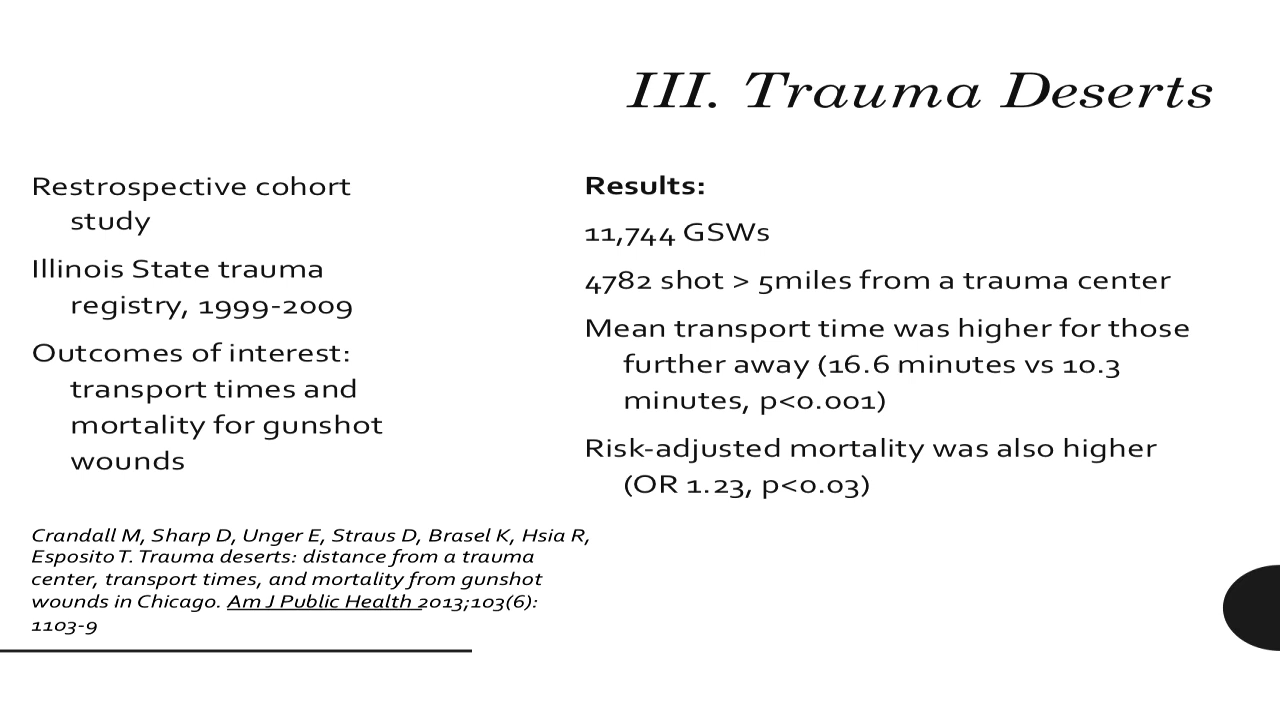 III. Trauma Deserts
Restrospective cohort
study
Illinois State trauma
registry, 1999-2009
Outcomes of interest:
transport times and
mortality for gunshot
wounds
Crandall M, Sharp D, Unger E, Straus D, Brasel K, Hsia R,
Esposito T. Trauma deserts: distance from a trauma
center, transport times, and mortality from gunshot
wounds in Chicago. Am J Public Health 2013;103(6):
1103-9
Results:
11,744 GSWs
4782 shot > 5miles from a trauma center
Mean transport time was higher for those
further away (16.6 minutes vs 10.3
minutes, p<0.001)
Risk-adjusted mortality was also higher
(OR 1.23, p<0.03)